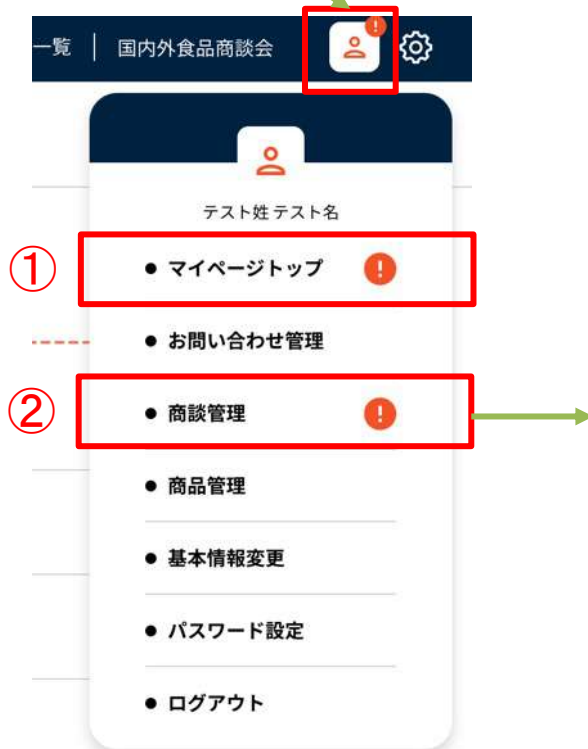 一覧 | 国内外食品商談会
テスト姓 テスト名
① ● マイページトップ !
● お問い合わせ管理
② ● 商談管理 !
● 商品管理
● 基本情報変更
● パスワード設定
● ログアウト